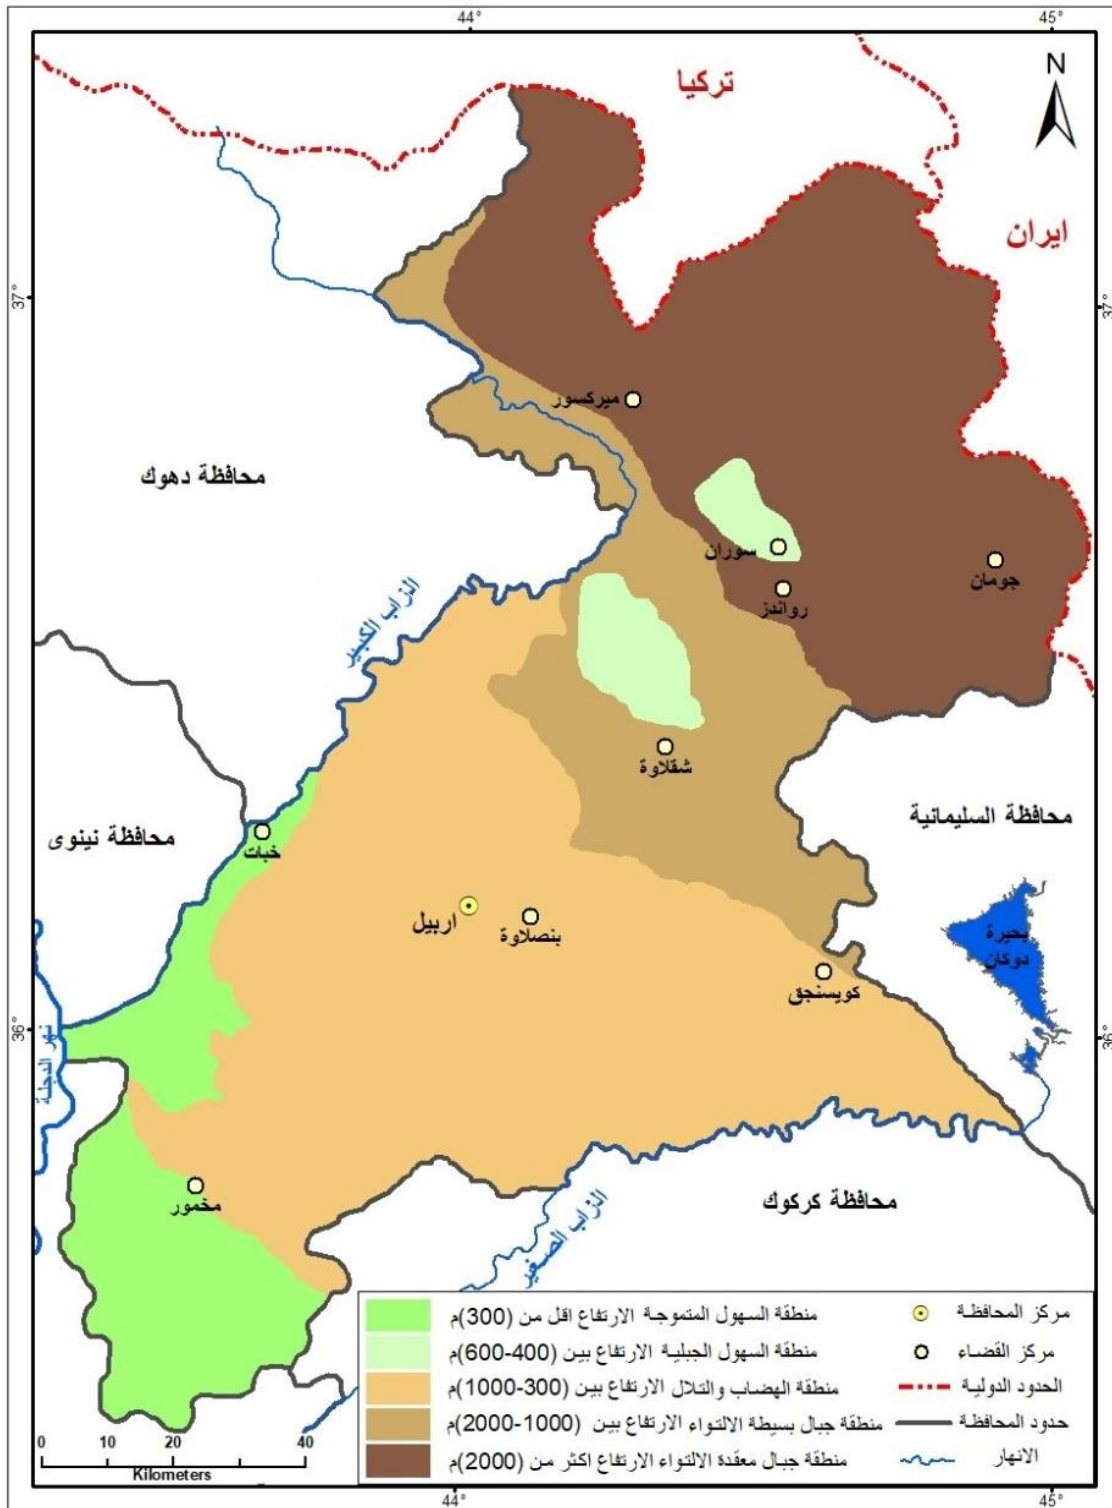 44°
45°
N
تركيا
ايران
37°
37°
ميركسور
محافظة دهوك
سوران
جومان
رواندز
الزاب الكبير
شقلاوة
محافظة السليمانية
محافظة نينوى
خبات
اربيل
بنصلاوة
بحيرة
دوكان
كويسنجق
36°
36°
نهر الدجلة
مخمور
محافظة كركوك
الزاب الصغير
مركز المحافظة
مركز القضاء
الحدود الدولية
حدود المحافظة
الانهار
منطقة السهول المتموجة الارتفاع اقل من (300)م
منطقة السهول الجبلية الارتفاع بين (400-600)م
منطقة الهضاب والتلال الارتفاع بين (300-1000)م
منطقة جبال بسيطة الالتواء الارتفاع بين (1000-2000)م
منطقة جبال معقدة الالتواء الارتفاع اكثر من (2000)م
0 10 20 40
Kilometers
44°
45°